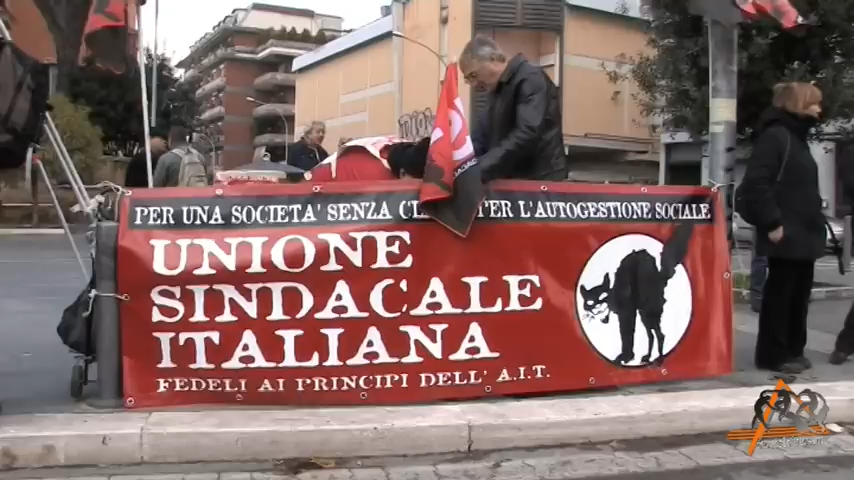 PER UNA SOCIETA' SENZA C PER L'AUTOGESTIONE SOCIALE
UNIONE
SINDACALE
ITALIANA
FEDELI AI PRINCIPI DELL' A.I.T.